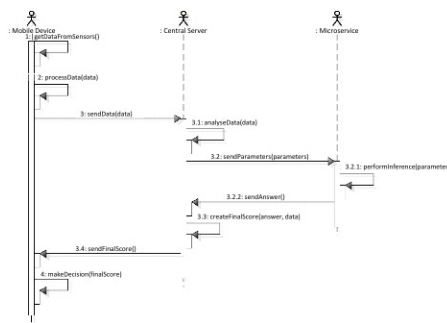 : Mobile Device
: Central Server
: Microservice
1: getDataFromSensors()
2: processData(data)
3: sendData(data)
3.1: analyseData(data)
3.2: sendParameters(parameters)
3.2.1: performInference(parameter
3.2.2: sendAnswer()
3.3: createFinalScore(answer, data)
3.4: sendFinalScore()
4: makeDecision(finalScore)